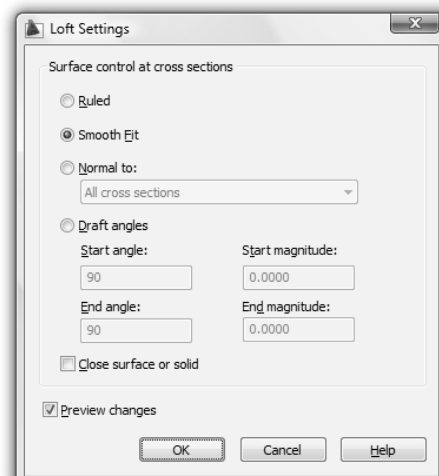 Loft Settings
Surface control at cross sections
Ruled
Smooth Fit
Normal to:
All cross sections
Draft angles
Start angle: Start magnitude:
90 0.0000
End angle: End magnitude:
90 0.0000
Close surface or solid
Preview changes
OK Cancel Help